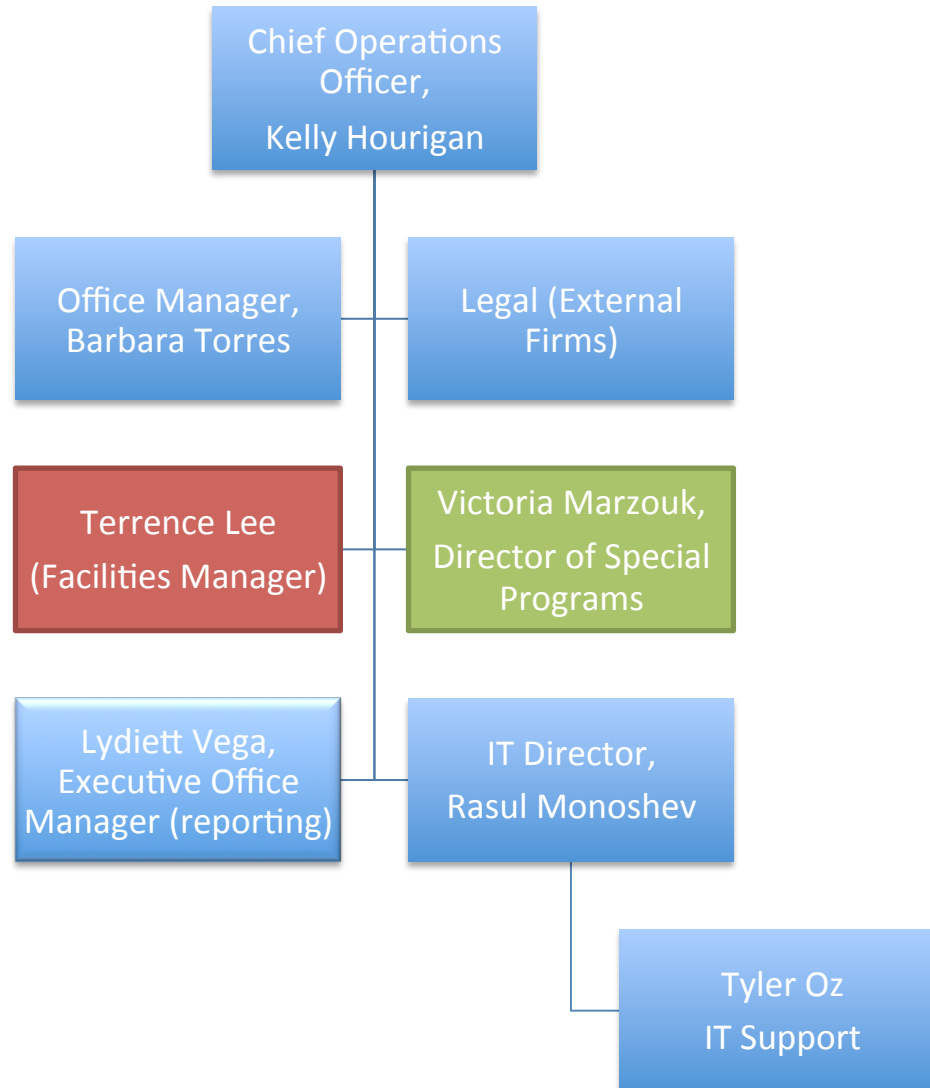 Chief Operations
Officer,
Kelly Hourigan
Office Manager,
Barbara Torres
Legal (External
Firms)
Terrence Lee
(Facilities Manager)
Victoria Marzouk,
Director of Special
Programs
Lydiett Vega,
Executive Office
Manager (reporting)
IT Director,
Rasul Monoshev
Tyler Oz
IT Support